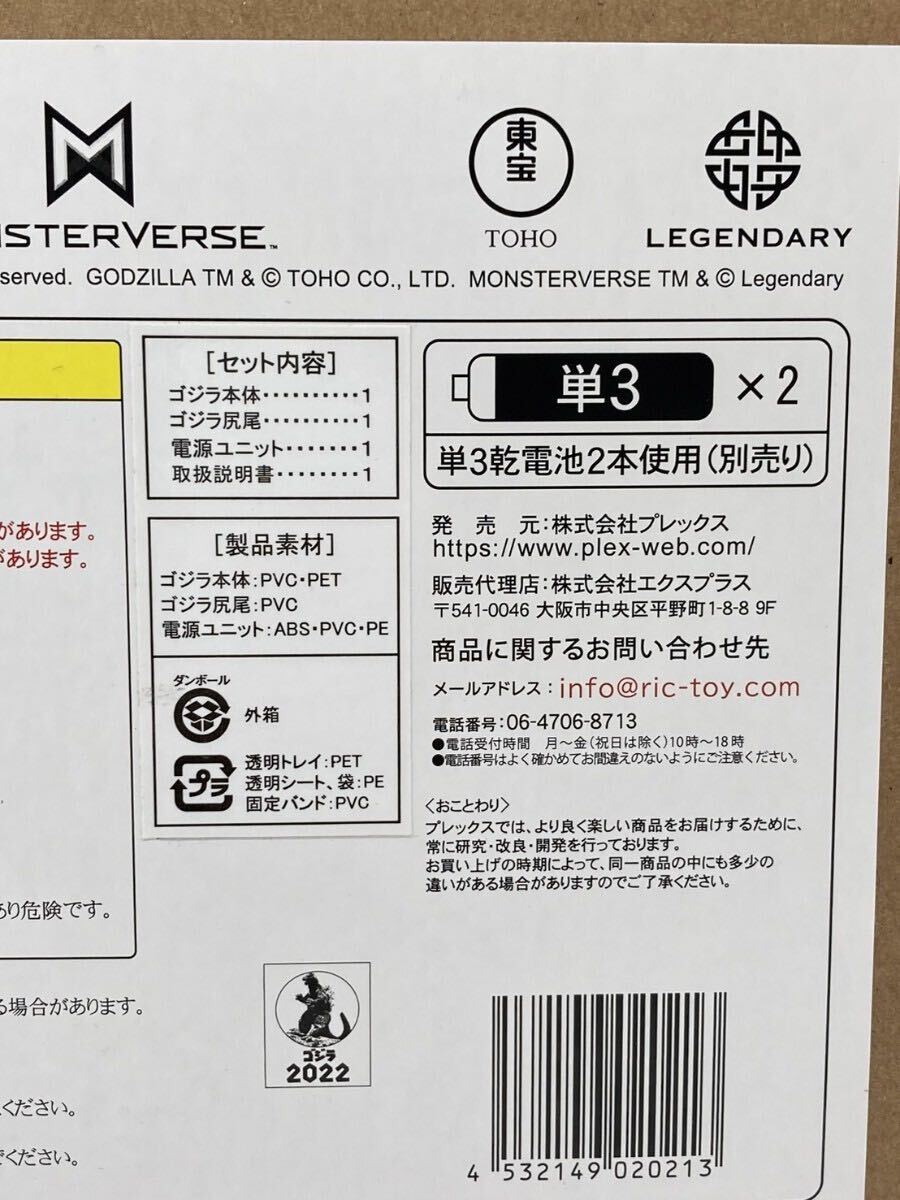 東宝
TOHO
LEGENDARY
MONSTERVERSE TM
served. GODZILLA TM & © TOHO CO., LTD. MONSTERVERSE TM & © Legendary
[セット内容]
ゴジラ本体··········1
ゴジラ尻尾··········1
電源ユニット········1
取扱説明書········1
単3 ×2
単3乾電池2本使用(別売り)
があります。
があります。
[製品素材]
ゴジラ本体:PVC・PET
ゴジラ尻尾:PVC
電源ユニット:ABS・PVC・PE
ダンボール
外箱
プラ
透明トレイ:PET
透明シート、袋:PE
固定バンド:PVC
発売元:株式会社プレックス
https://www.plex-web.com/
販売代理店:株式会社エクスプラス
〒541-0046 大阪市中央区平野町1-8-8 9F
商品に関するお問い合わせ先
メールアドレス:info@ric-toy.com
電話番号:06-4706-8713
●電話受付時間 月〜金(祝日は除く)10時〜18時
●電話番号はよく確かめてお間違えのないようにご注意ください。
〈おことわり〉
プレックスでは、より良く楽しい商品をお届けするために、
常に研究・改良・開発を行っております。
お買い上げの時期によって、同一商品の中にも多少の
違いがある場合がありますのでご了承ください。
あり危険です。
る場合があります。
ください。
ください。
ゴジラ
2022
4 532149 020213